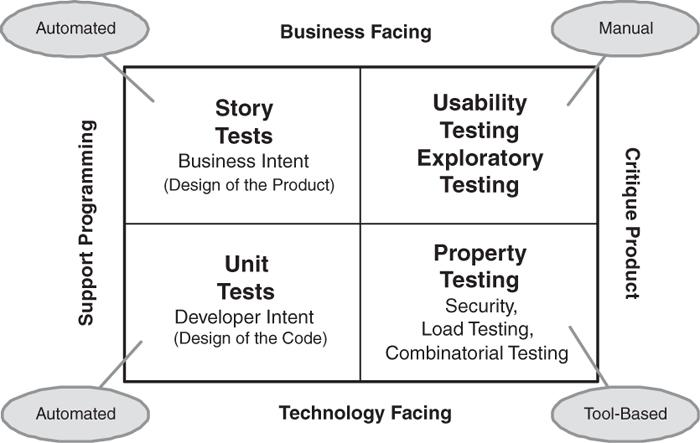 Automated
Business Facing
Manual
Support Programming
Story
Tests
Business Intent
(Design of the Product)
Usability
Testing
Exploratory
Testing
Critique Product
Unit
Tests
Developer Intent
(Design of the Code)
Property
Testing
Security,
Load Testing,
Combinatorial Testing
Automated
Technology Facing
Tool-Based